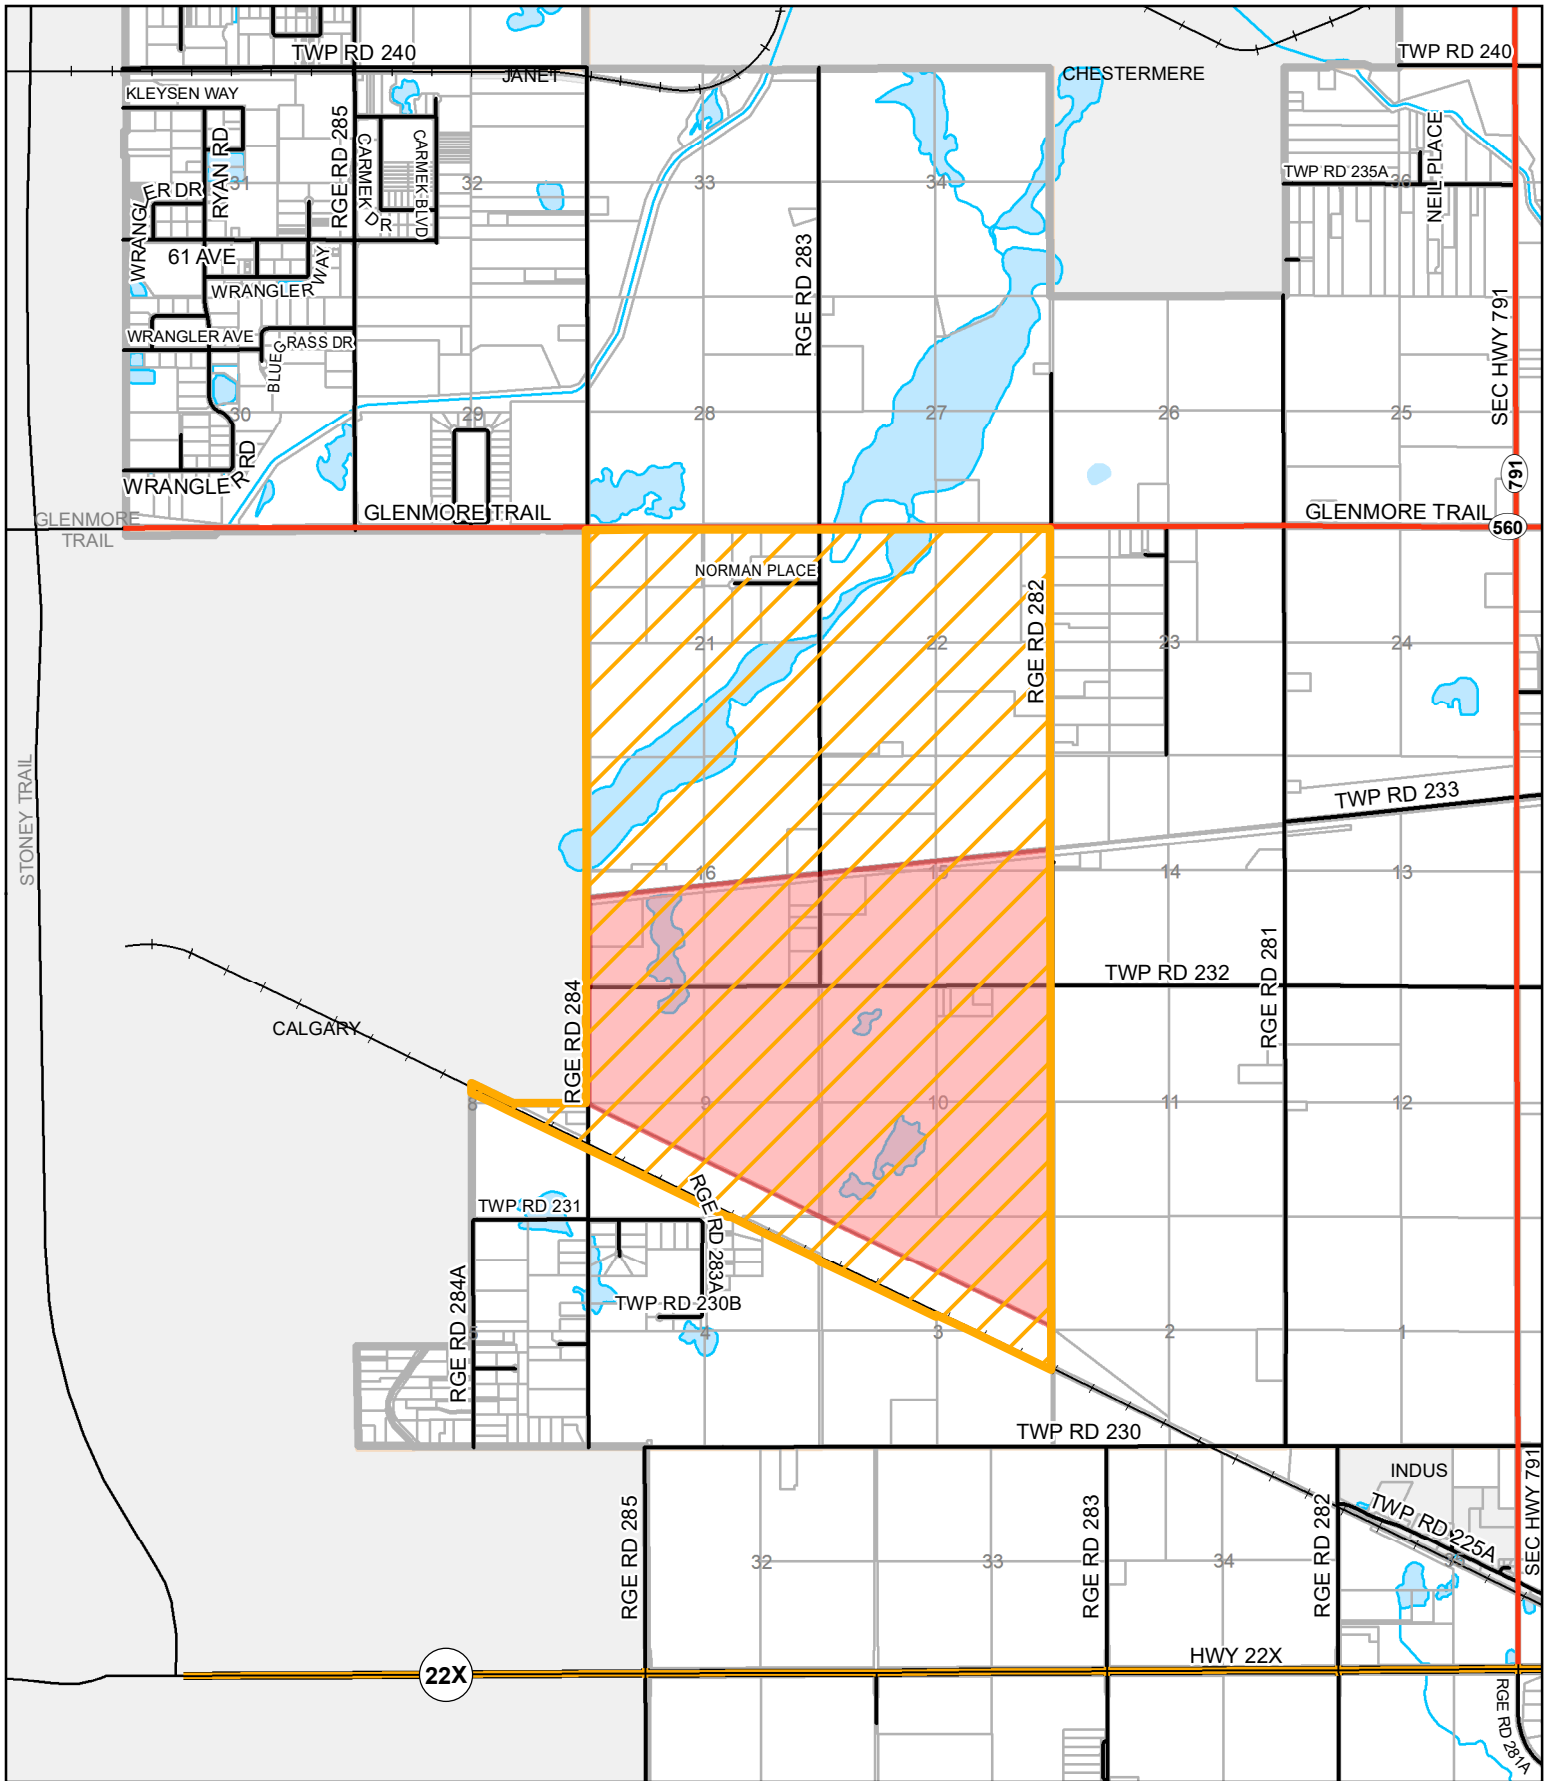 TWP RD 240
JANET
CHESTERMERE
TWP RD 240
KLEYSEN WAY
RYAN RD
RGE RD 285
CARMEK DR
CARMEK BLVD
NEIL PLACE
TWP RD 235A
31
32
33
34
36
WRANGLER DR
61 AVE
WRANGLER WAY
RGE RD 283
WRANGLER AVE
BLUEGRASS DR
SEC HWY 791
30
29
28
27
26
25
WRANGLER RD
791
GLENMORE TRAIL
GLENMORE TRAIL
GLENMORE TRAIL
560
NORMAN PLACE
RGE RD 282
21
22
23
24
STONEY TRAIL
TWP RD 233
16
15
14
13
RGE RD 281
TWP RD 232
RGE RD 284
CALGARY
8
9
10
11
12
TWP RD 231
RGE RD 283A
RGE RD 284A
TWP RD 230B
4
3
2
1
TWP RD 230
INDUS
SEC HWY 791
TWP RD 225A
RGE RD 285
RGE RD 283
RGE RD 282
32
33
34
35
HWY 22X
22X
RGE RD 281A